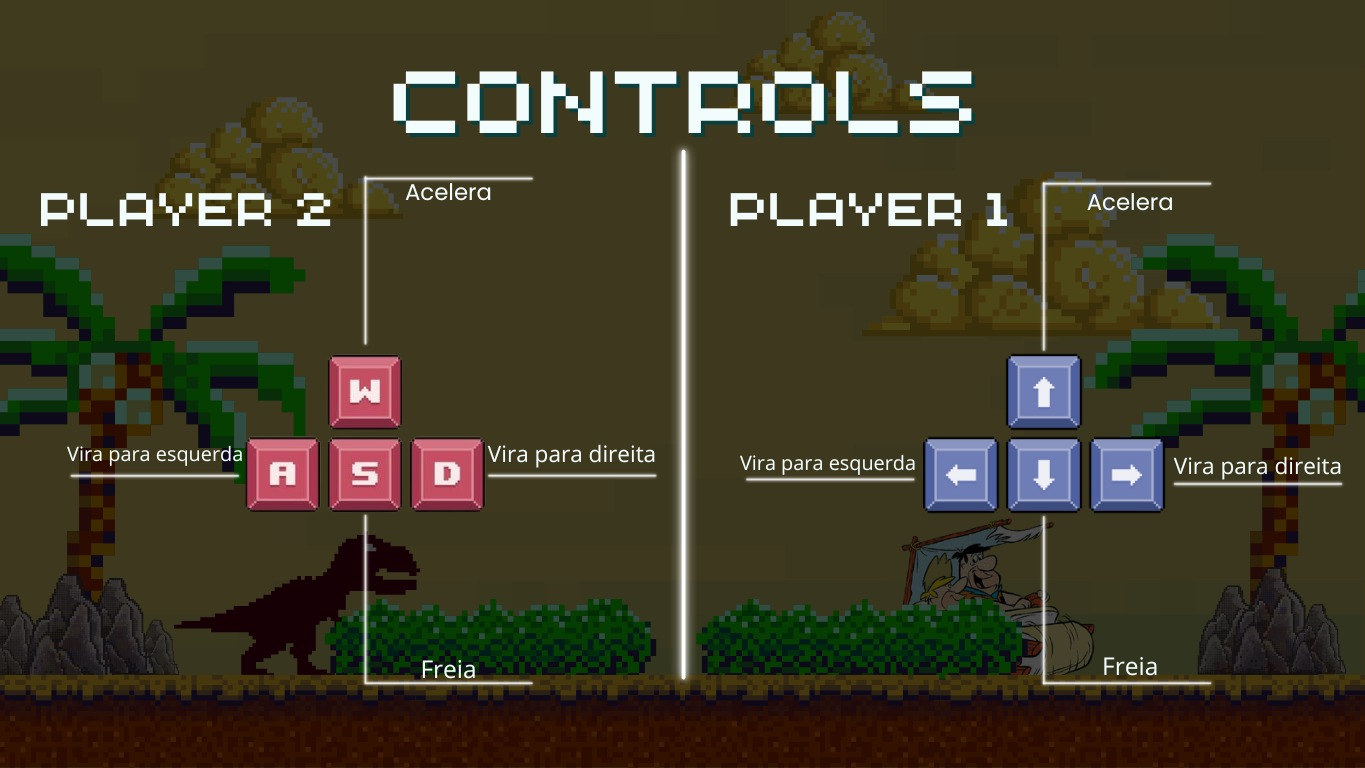 CONTROLS
PLAYER 2
Acelera
W
Vira para esquerda
A
S
D
Vira para direita
Freia
PLAYER 1
Acelera
↑
Vira para esquerda
←
↓
→
Vira para direita
Freia